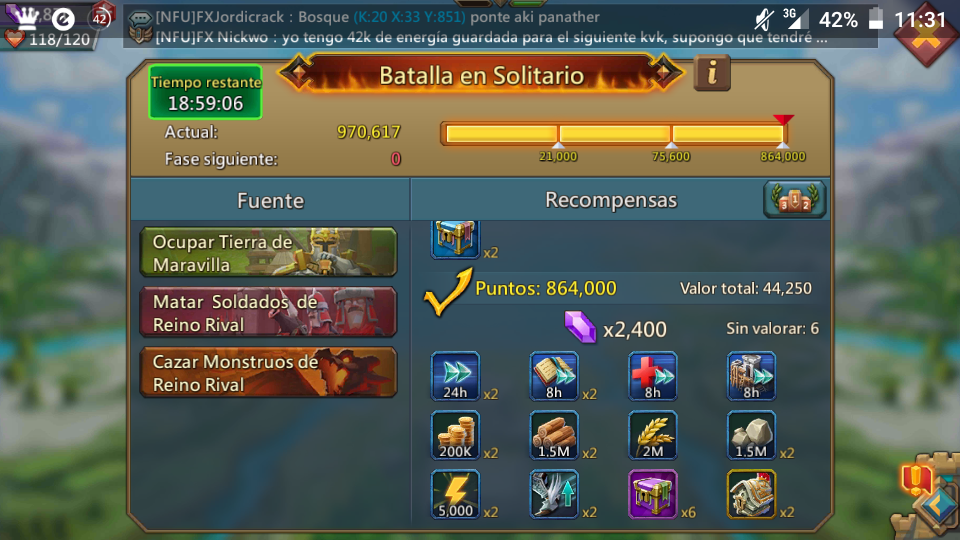 42
3G
42%
11:31
118/120
[NFU]FXJordicrack : Bosque (K:20 X:33 Y:851) ponte aki panather
[NFU]FX Nickwo : yo tengo 42k de energía guardada para el siguiente kvk, supongo que tendré ...
Tiempo restante
18:59:06
Batalla en Solitario
i
Actual: 970,617
Fase siguiente: 0
21,000 75,600 864,000
Fuente
Recompensas
3 1 2
Ocupar Tierra de
Maravilla
Matar Soldados de
Reino Rival
Cazar Monstruos de
Reino Rival
x2
Puntos: 864,000
Valor total: 44,250
x2,400
Sin valorar: 6
24h x2 8h x2 8h 8h
200K x2 1.5M x2 2M 1.5M x2
5,000 x2 x2 x6 x2